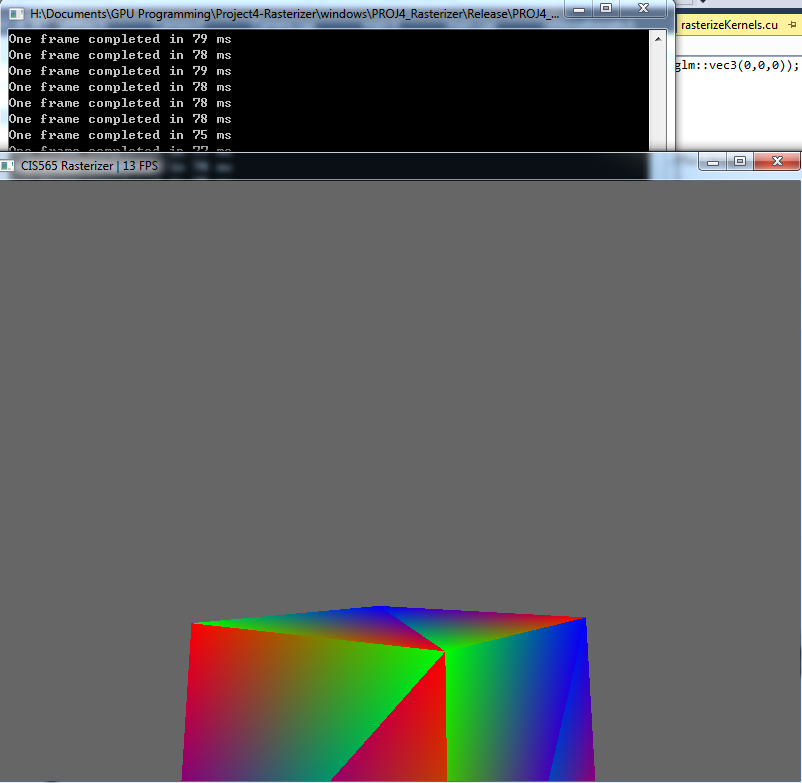 H:\Documents\GPU Programming\Project4-Rasterizer\windows\PROJ4_Rasterizer\Release\PROJ4_...
rasterizeKernels.cu
One frame completed in 79 ms
One frame completed in 78 ms
glm::vec3(0,0,0));
One frame completed in 79 ms
One frame completed in 78 ms
One frame completed in 78 ms
One frame completed in 78 ms
One frame completed in 75 ms
One frame completed in 77 ms
CIS565 Rasterizer | 13 FPS